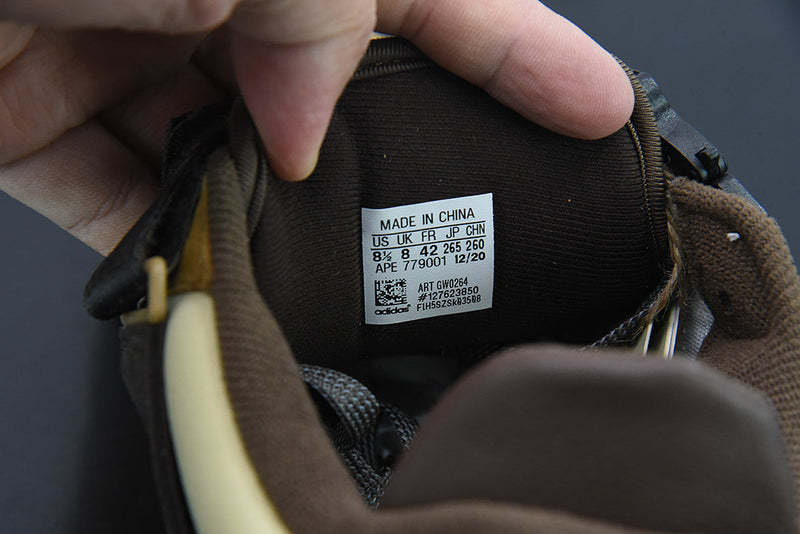 MADE IN CHINA
US UK FR JP CHN
8½ 8 42 265 260
APE 779001 12/20
ART GW0264
#127623850
adidas